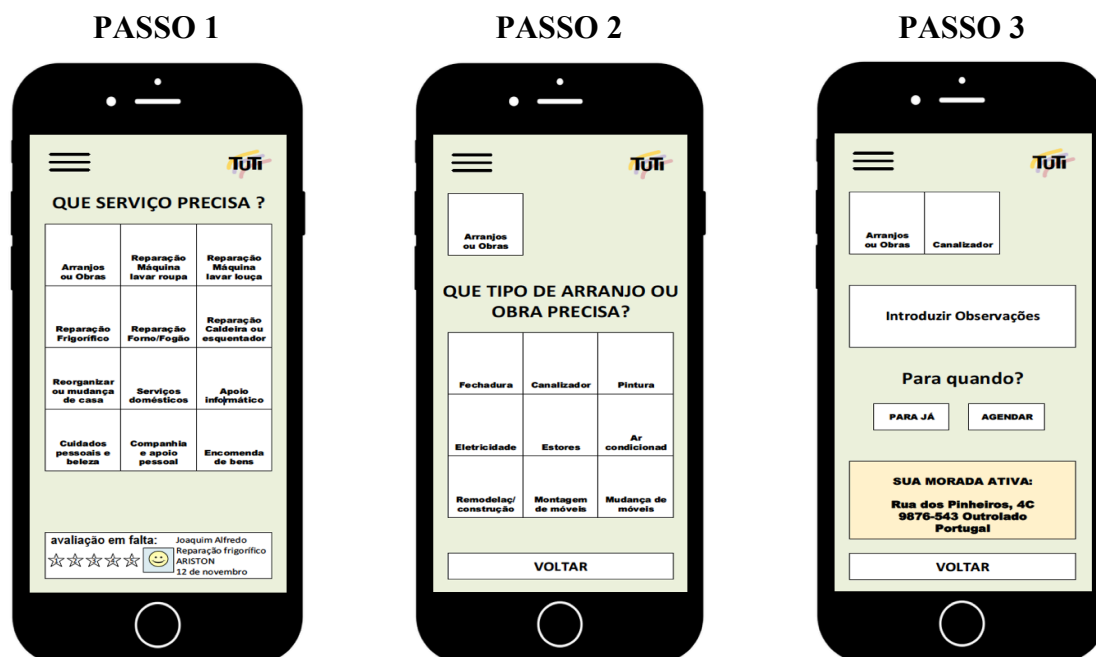 PASSO 1
TUTi
QUE SERVIÇO PRECISA ?
Arranjos
ou Obras
Reparação
Máquina
lavar roupa
Reparação
Máquina
lavar louça
Reparação
Frigorífico
Reparação
Forno/Fogão
Reparação
Caldeira ou
esquentador
Reorganizar
ou mudança
de casa
Serviços
domésticos
Apoio
informático
Cuidados
pessoais e
beleza
Companhia
e apoio
pessoal
Encomenda
de bens
avaliação em falta:
Joaquim Alfredo
Reparação frigorífico
ARISTON
12 de novembro
PASSO 2
TUTi
Arranjos
ou Obras
QUE TIPO DE ARRANJO OU
OBRA PRECISA?
Fechadura
Canalizador
Pintura
Eletricidade
Estores
Ar
condicionad
Remodelaç/
construção
Montagem
de móveis
Mudança de
móveis
VOLTAR
PASSO 3
TUTi
Arranjos
ou Obras
Canalizador
Introduzir Observações
Para quando?
PARA JÁ
AGENDAR
SUA MORADA ATIVA:
Rua dos Pinheiros, 4C
9876-543 Outrolado
Portugal
VOLTAR